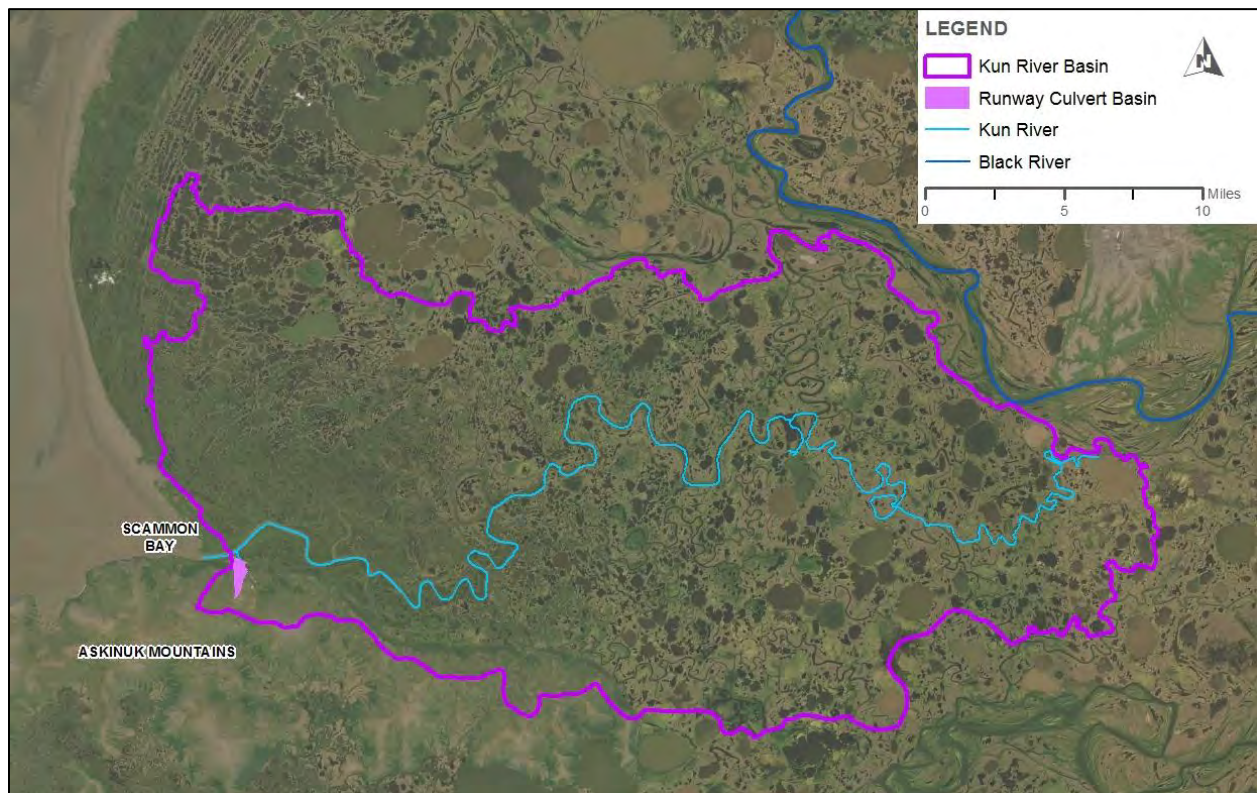 LEGEND
N
Kun River Basin
Runway Culvert Basin
Kun River
Black River
Miles
0 5 10
SCAMMON
BAY
ASKINUK MOUNTAINS